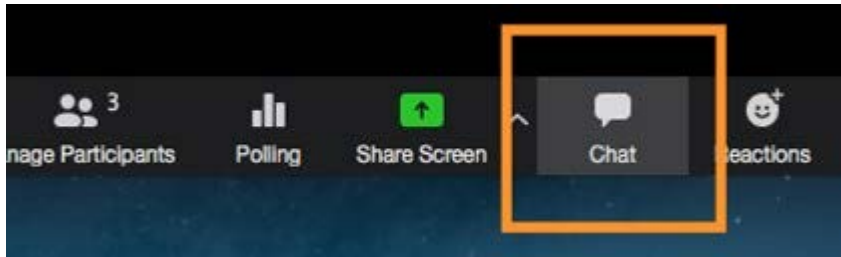 3
nage Participants
Polling
Share Screen
Chat
eactions